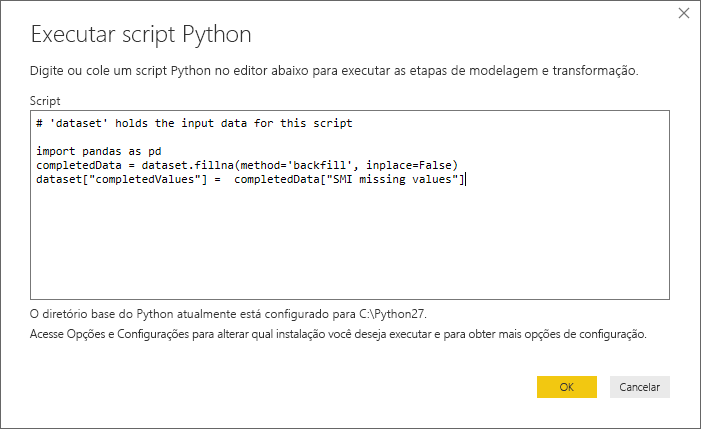 Executar script Python
Digite ou cole um script Python no editor abaixo para executar as etapas de modelagem e transformação.
Script
# 'dataset' holds the input data for this script
import pandas as pd
completedData = dataset.fillna(method='backfill', inplace=False)
dataset["completedValues"] =  completedData["SMI missing values"]
O diretório base do Python atualmente está configurado para C:\Python27.
Acesse Opções e Configurações para alterar qual instalação você deseja executar e para obter mais opções de configuração.
OK
Cancelar